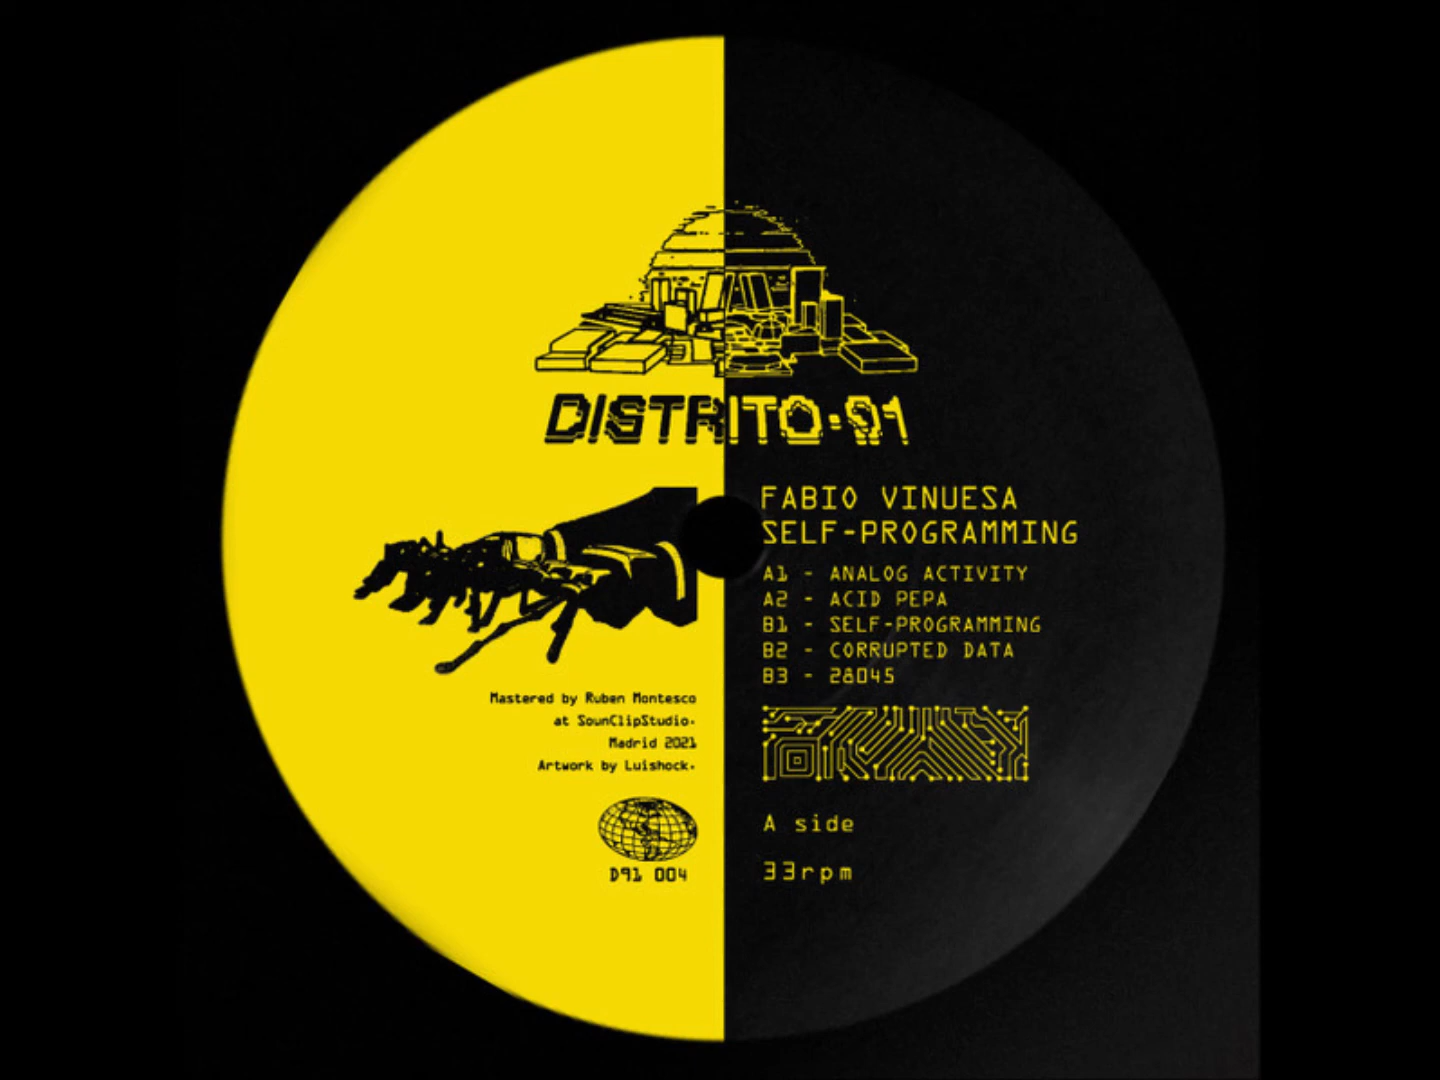 DISTRITO·91
FABIO VINUESA
SELF-PROGRAMMING
A1 - ANALOG ACTIVITY
A2 - ACID PEPA
B1 - SELF-PROGRAMMING
B2 - CORRUPTED DATA
B3 - 28045
Mastered by Ruben Montesco
at SounClipStudio.
Madrid 2021
Artwork by Luishock.
D91 004
A side
33rpm